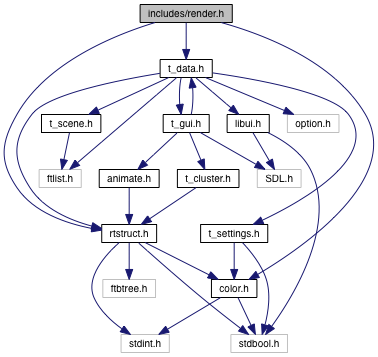 includes/render.h
t_data.h
t_scene.h
t_gui.h
libui.h
option.h
ftlist.h
animate.h
t_cluster.h
SDL.h
rtstruct.h
t_settings.h
ftbtree.h
color.h
stdint.h
stdbool.h